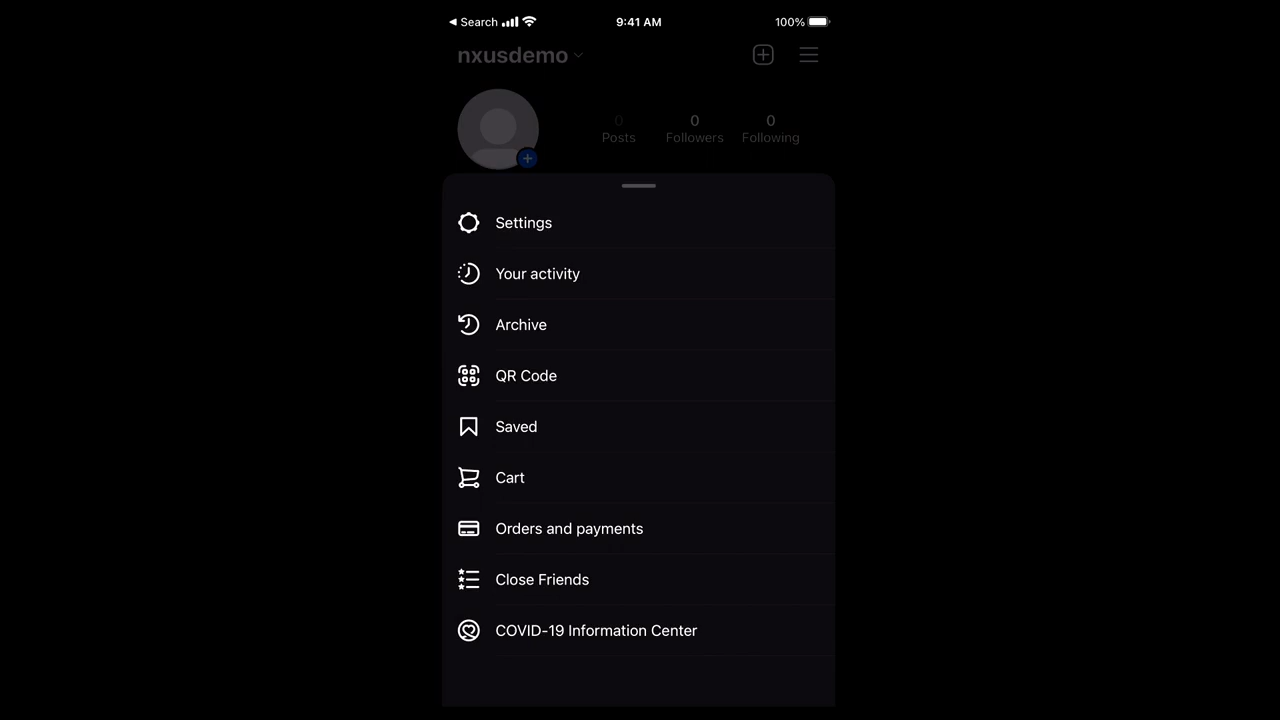 Search 9:41 AM 100%
nxusdemo
0 0 0
Posts Followers Following
Settings
Your activity
Archive
QR Code
Saved
Cart
Orders and payments
Close Friends
COVID-19 Information Center